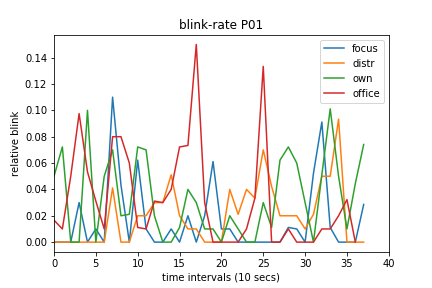 blink-rate P01
relative blink
0.14
0.12
0.10
0.08
0.06
0.04
0.02
0.00
focus
distr
own
office
0 5 10 15 20 25 30 35 40
time intervals (10 secs)